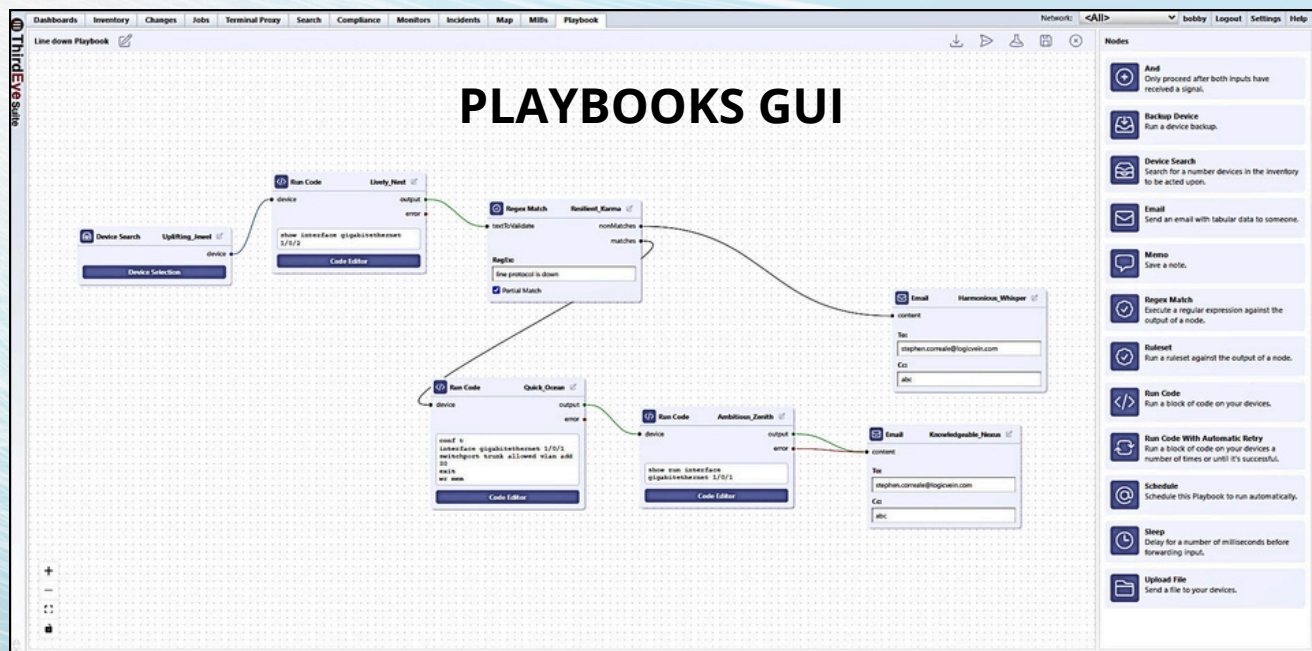 Dashboards Inventory Changes Jobs Terminal Proxy Search Compliance Monitors Incidents Map MIBs Playbook
Network: <All> bobby Logout Settings Help
ThirdEye Suite
Line down Playbook
PLAYBOOKS GUI
Device Search Uplifting_Jewel
device
Device Selection
Run Code Lively_Nest
device output
error
show interface gigabitethernet
1/0/2
Code Editor
Regex Match Resilient_Karma
textToValidate nonMatches
matches
RegEx:
line protocol is down
Partial Match
Email Harmonious_Whisper
content
To:
stephen.correale@logicvein.com
Cc:
abc
Run Code Quick_Ocean
device output
error
conf t
interface gigabitethernet 1/0/1
switchport trunk allowed vlan add
20
exit
wr mem
Code Editor
Run Code Ambitious_Zenith
device output
error
show run interface
gigabitethernet 1/0/1
Code Editor
Email Knowledgeable_Nexus
content
To:
stephen.correale@logicvein.com
Cc:
abc
Nodes
And
Only proceed after both inputs have
received a signal.
Backup Device
Run a device backup.
Device Search
Search for a number devices in the inventory
to be acted upon.
Email
Send an email with tabular data to someone.
Memo
Save a note.
Regex Match
Execute a regular expression against the
output of a node.
Ruleset
Run a ruleset against the output of a node.
Run Code
Run a block of code on your devices.
Run Code With Automatic Retry
Run a block of code on your devices a
number of times or until it's successful.
Schedule
Schedule this Playbook to run automatically.
Sleep
Delay for a number of milliseconds before
forwarding input.
Upload File
Send a file to your devices.